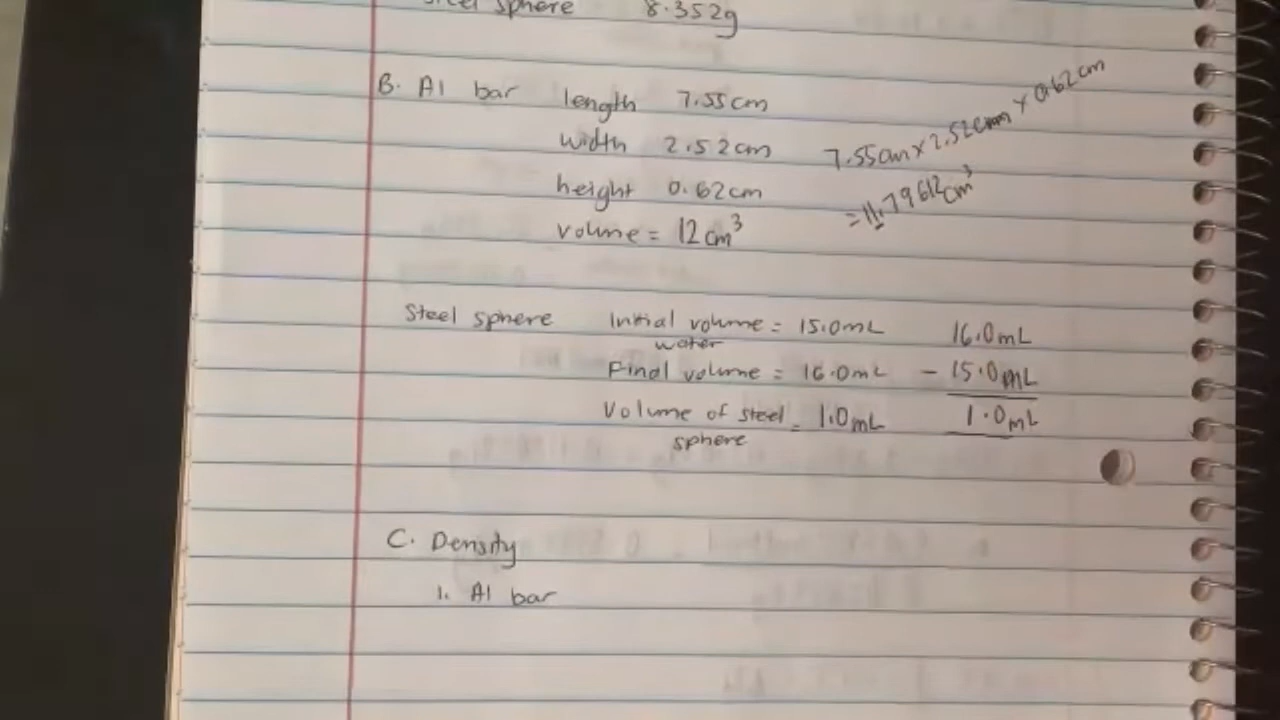 Steel sphere 8.352g
B. Al bar length 7.55cm
width 2.52cm
height 0.62cm
volume = 12cm³
7.55cm x 2.52cm x 0.62cm
= 11.79612cm³
Steel sphere Initial volume = 15.0mL
water
Final volume = 16.0mL
Volume of steel = 1.0mL
sphere
16.0mL
- 15.0mL
1.0mL
C. Density
1. Al bar